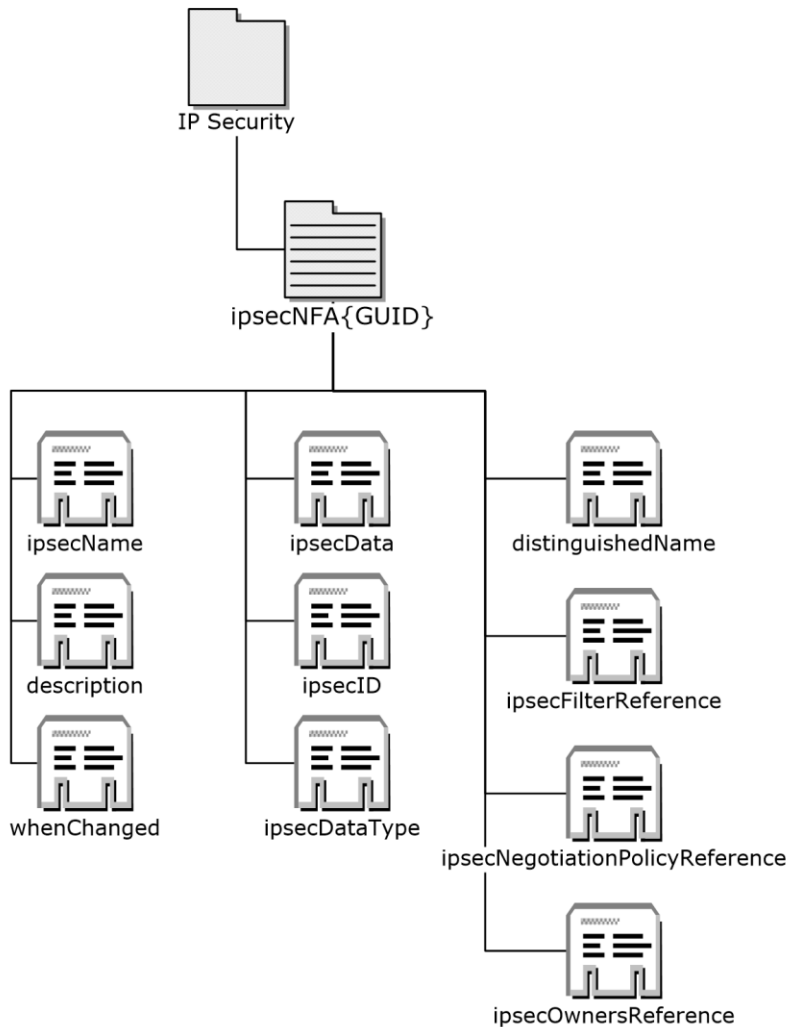 IP Security
ipsecNFA{GUID}
ipsecName
ipsecData
distinguishedName
description
ipsecID
ipsecFilterReference
whenChanged
ipsecDataType
ipsecNegotiationPolicyReference
ipsecOwnersReference